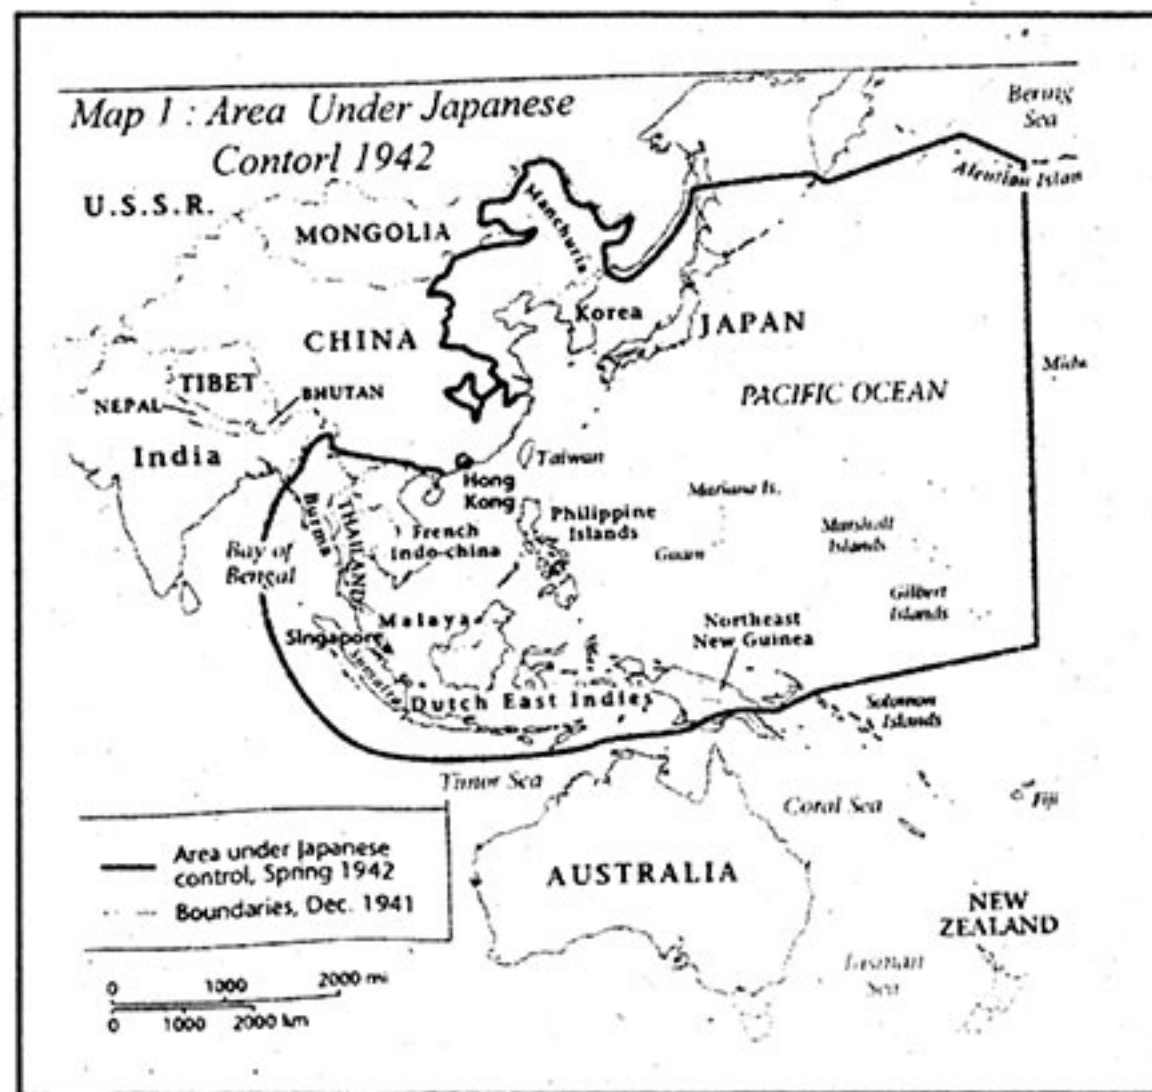 Map 1 : Area Under Japanese
Contorl 1942
Bering
Sea
U.S.S.R.
MONGOLIA
Manchuria
Aleutian Islan
Korea
JAPAN
CHINA
TIBET
BHUTAN
NEPAL
PACIFIC OCEAN
India
Taiwan
Hong
Kong
Mariana Is.
Burma
THAILAND
French
Indo-china
Philippine
Islands
Marshall
Islands
Guam
Bay of
Bengal
Gilbert
Islands
Malaya
Singapore
Sumatra
Northeast
New Guinea
Dutch East Indies
Solomon
Islands
Timor Sea
Coral Sea
Fiji
Area under Japanese
control, Spring 1942
Boundaries, Dec. 1941
AUSTRALIA
NEW
ZEALAND
Tasman
Sea
0 1000 2000 mi
0 1000 2000 km